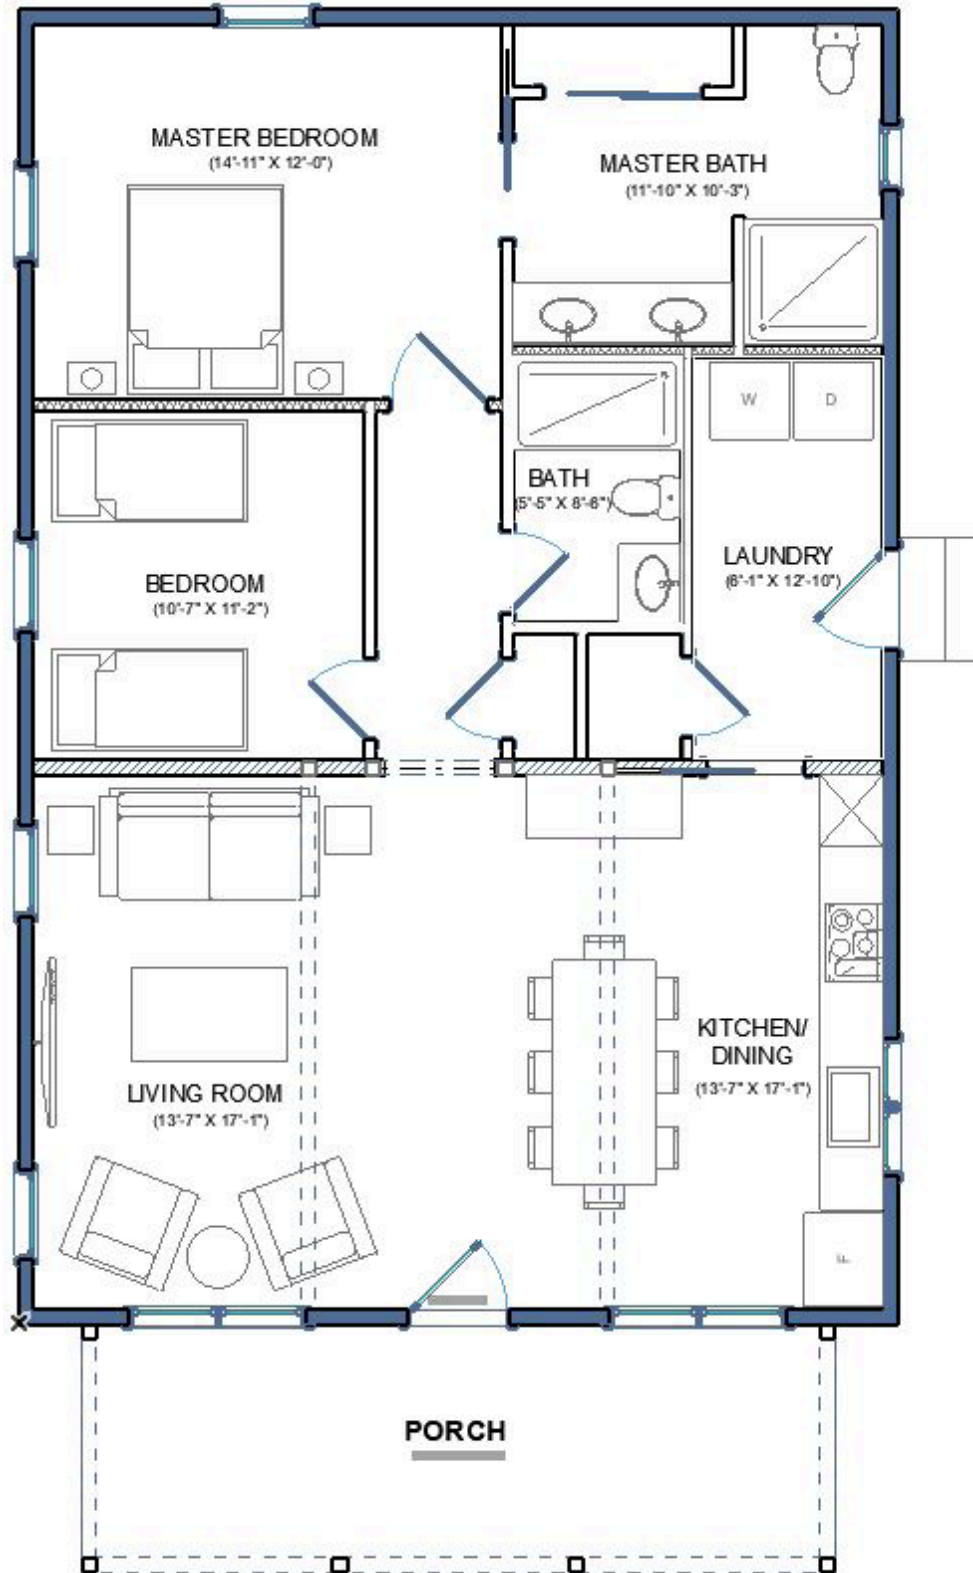 MASTER BEDROOM
(14'-11" X 12'-0")
MASTER BATH
(11'-10" X 10'-3")
W
D
BATH
(5'-5" X 8'-6")
BEDROOM
(10'-7" X 11'-2")
LAUNDRY
(6'-1" X 12'-10")
KITCHEN/
DINING
(13'-7" X 17'-1")
LIVING ROOM
(13'-7" X 17'-1")
F
PORCH